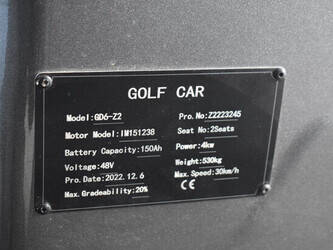 GOLF CAR
Model:GD6-Z2
Pro.No:Z2223245
Motor Model:IM151238
Seat No:2Seats
Battery Capacity:150Ah
Power:4kw
Voltage:48V
Weight:530kg
Pro.Date:2022.12.6
Max.Speed:30km/h
Max.Gradeability:20%
CE